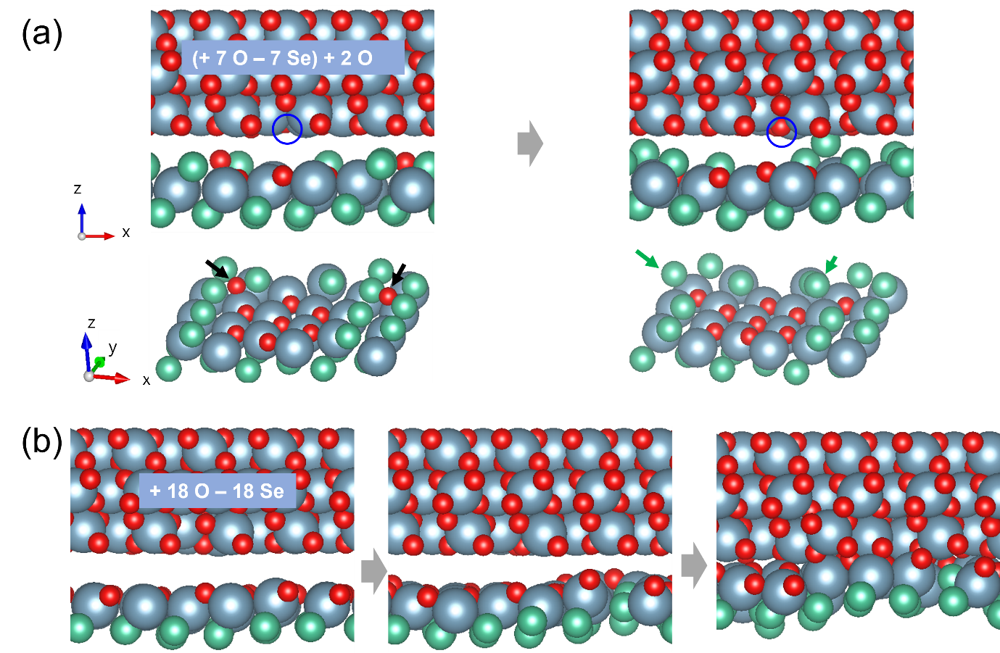 (a)
(+ 7 O – 7 Se) + 2 O
z
x
z
y
x
(b)
+ 18 O – 18 Se